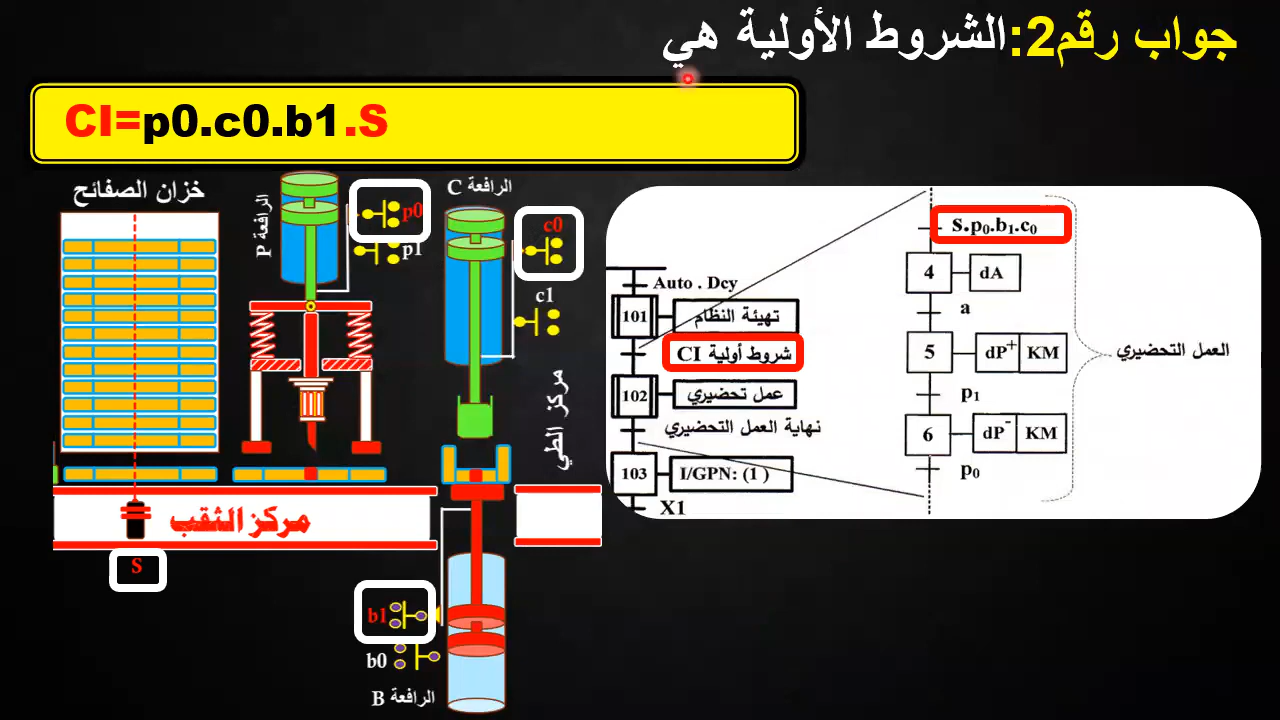 جواب رقم2:الشروط الأولية هي
CI=p0.c0.b1.S
خزان الصفائح
الرافعة P
p0
p1
الرافعة C
c0
c1
مركز الطي
مركز الثقب
S
b1
b0
الرافعة B
Auto . Dcy
101 تهيئة النظام
شروط أولية CI
102 عمل تحضيري
نهاية العمل التحضيري
103 I/GPN: (1 )
X1
S.p₀.b₁.c₀
4 dA
a
5 dP⁺ KM
p₁
6 dP⁻ KM
p₀
العمل التحضيري